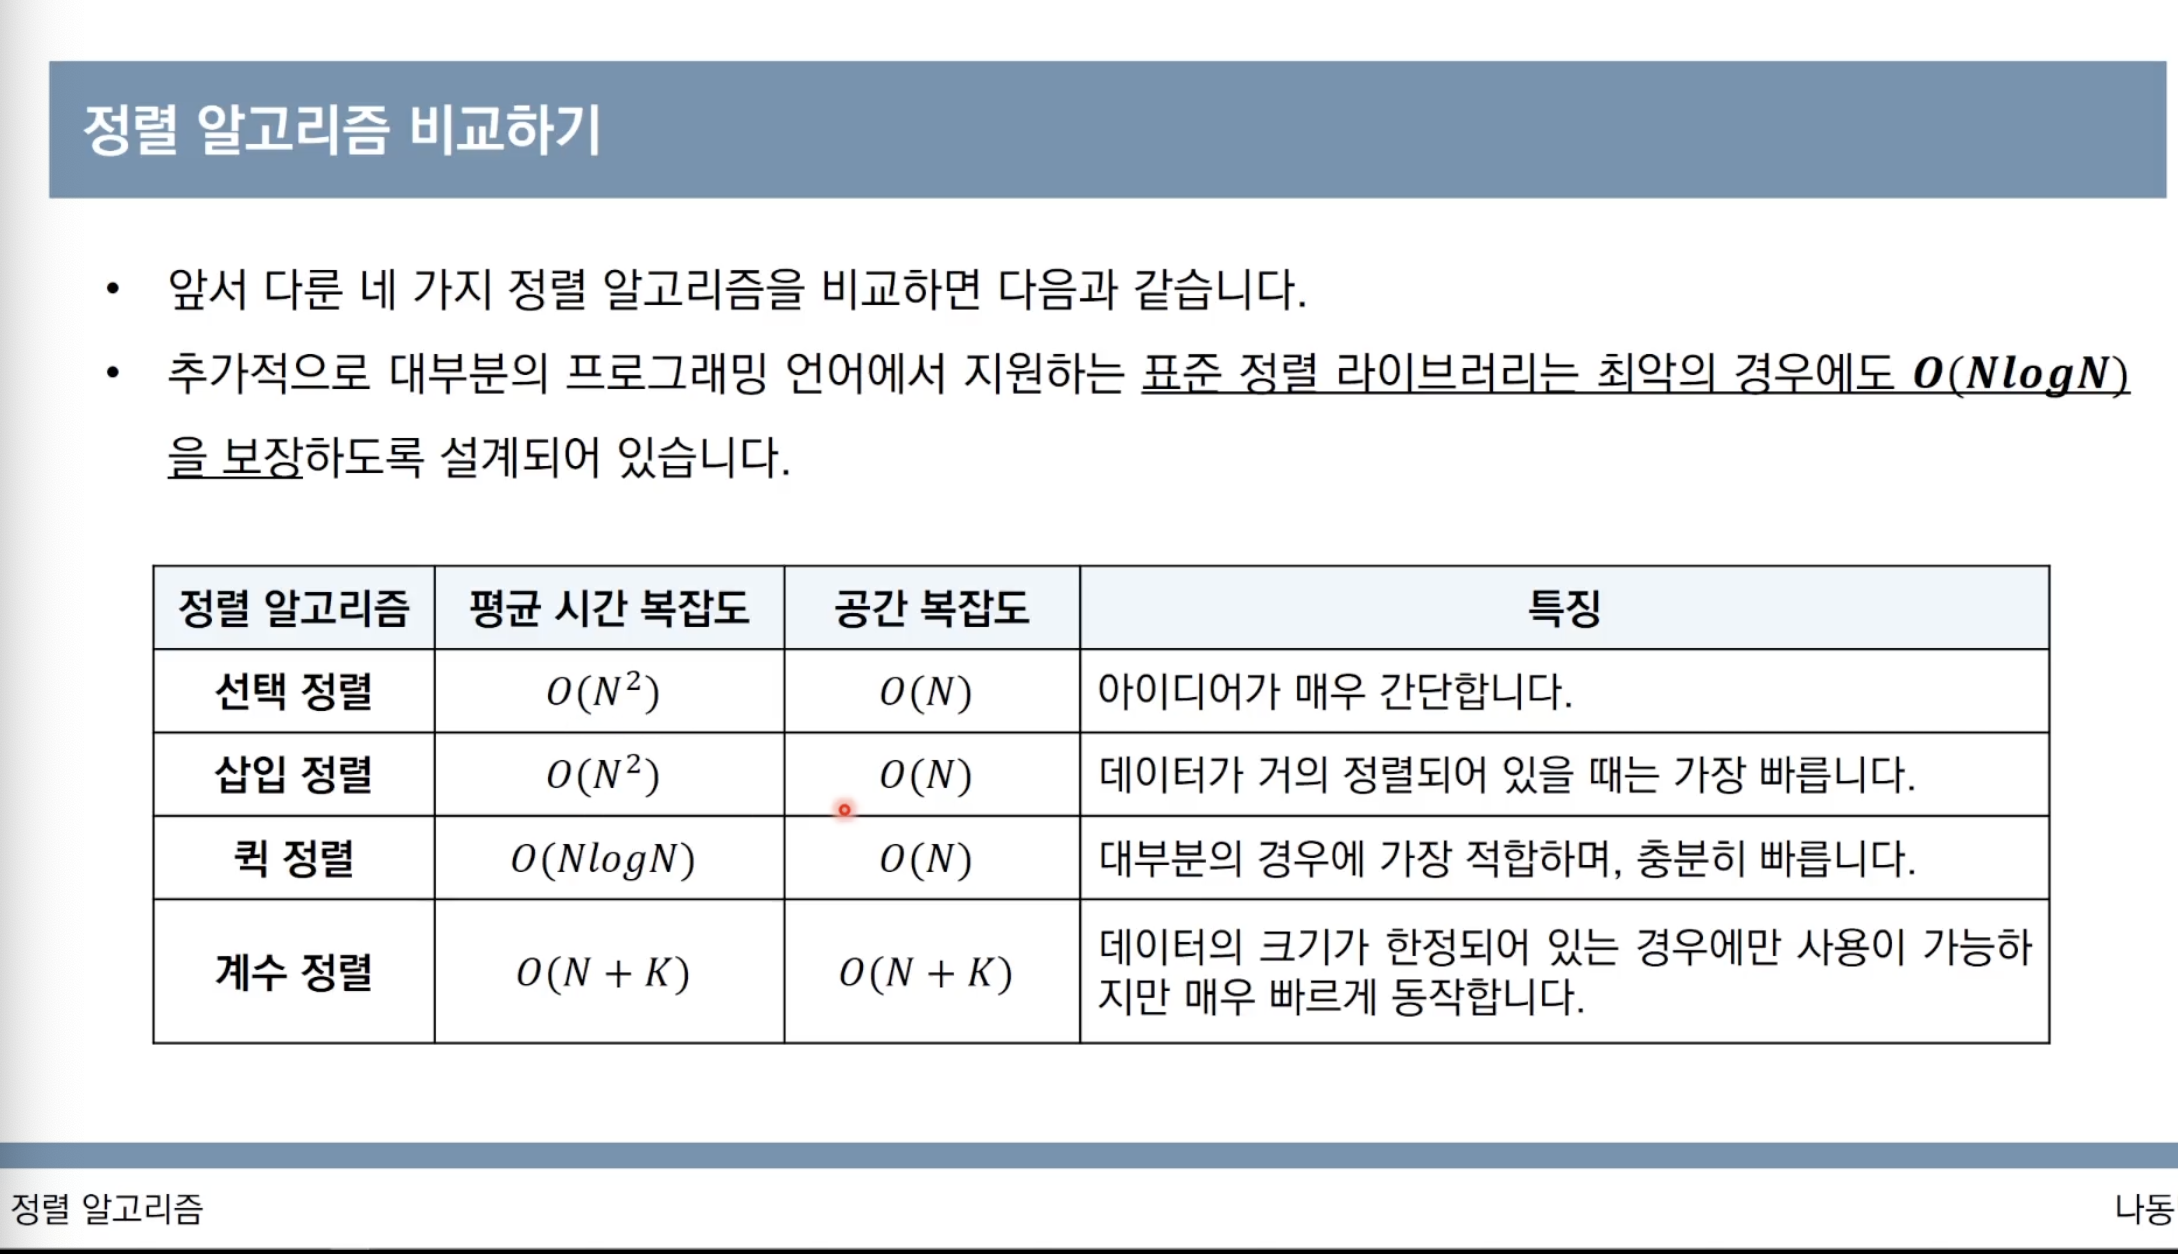 정렬 알고리즘 비교하기
• 앞서 다룬 네 가지 정렬 알고리즘을 비교하면 다음과 같습니다.
• 추가적으로 대부분의 프로그래밍 언어에서 지원하는 표준 정렬 라이브러리는 최악의 경우에도 O(NlogN)
을 보장하도록 설계되어 있습니다.
정렬 알고리즘 평균 시간 복잡도 공간 복잡도 특징
선택 정렬 O(N²) O(N) 아이디어가 매우 간단합니다.
삽입 정렬 O(N²) O(N) 데이터가 거의 정렬되어 있을 때는 가장 빠릅니다.
퀵 정렬 O(NlogN) O(N) 대부분의 경우에 가장 적합하며, 충분히 빠릅니다.
계수 정렬 O(N + K) O(N + K) 데이터의 크기가 한정되어 있는 경우에만 사용이 가능하
지만 매우 빠르게 동작합니다.
정렬 알고리즘 나동